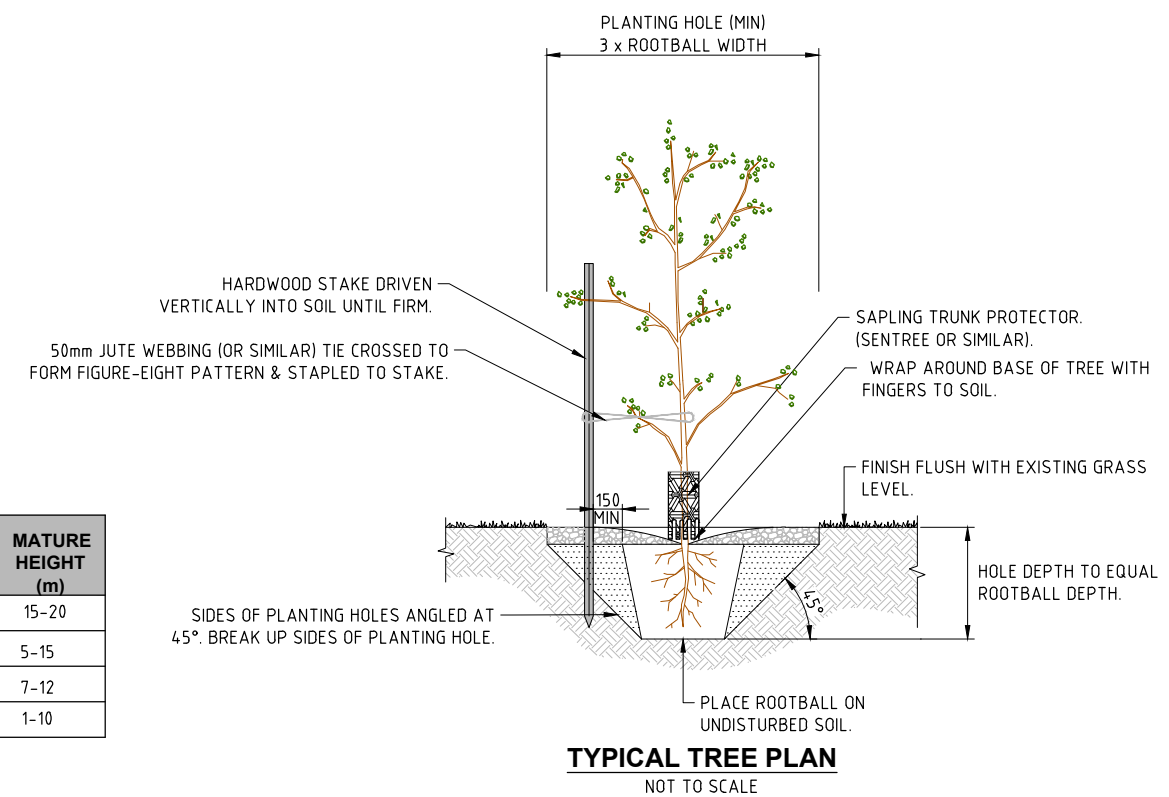 PLANTING HOLE (MIN)
3 x ROOTBALL WIDTH
HARDWOOD STAKE DRIVEN
VERTICALLY INTO SOIL UNTIL FIRM.
50mm JUTE WEBBING (OR SIMILAR) TIE CROSSED TO
FORM FIGURE-EIGHT PATTERN & STAPLED TO STAKE.
SAPLING TRUNK PROTECTOR.
(SENTREE OR SIMILAR).
WRAP AROUND BASE OF TREE WITH
FINGERS TO SOIL.
FINISH FLUSH WITH EXISTING GRASS
LEVEL.
150
MIN
HOLE DEPTH TO EQUAL
ROOTBALL DEPTH.
45°
SIDES OF PLANTING HOLES ANGLED AT
45°. BREAK UP SIDES OF PLANTING HOLE.
PLACE ROOTBALL ON
UNDISTURBED SOIL.
TYPICAL TREE PLAN
NOT TO SCALE
MATURE
HEIGHT
(m)
15-20
5-15
7-12
1-10